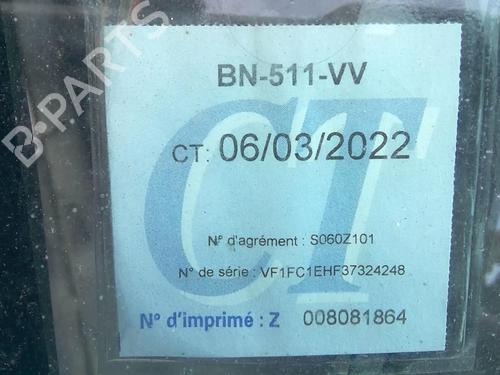 B-PARTS
BN-511-VV
CT: 06/03/2022
CT
N° d'agrément : S060Z101
N° de série : VF1FC1EHF37324248
N° d'imprimé : Z 008081864